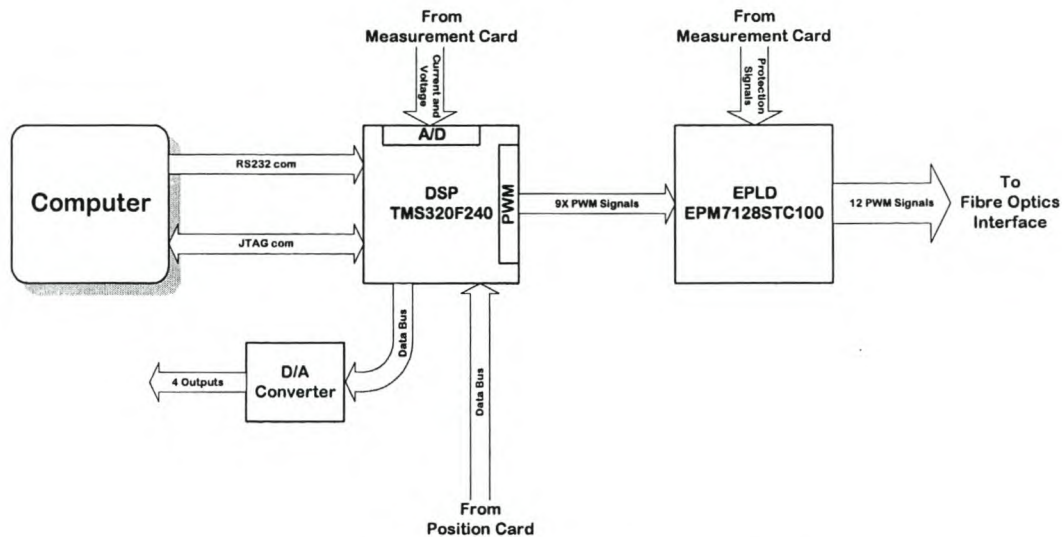 From
Measurement Card
From
Measurement Card
Current and
Voltage
Protection
Signals
A/D
Computer
RS232 com
JTAG com
DSP
TMS320F240
PWM
9X PWM Signals
EPLD
EPM7128STC100
12 PWM Signals
To
Fibre Optics
Interface
Data Bus
4 Outputs
D/A
Converter
Data Bus
From
Position Card